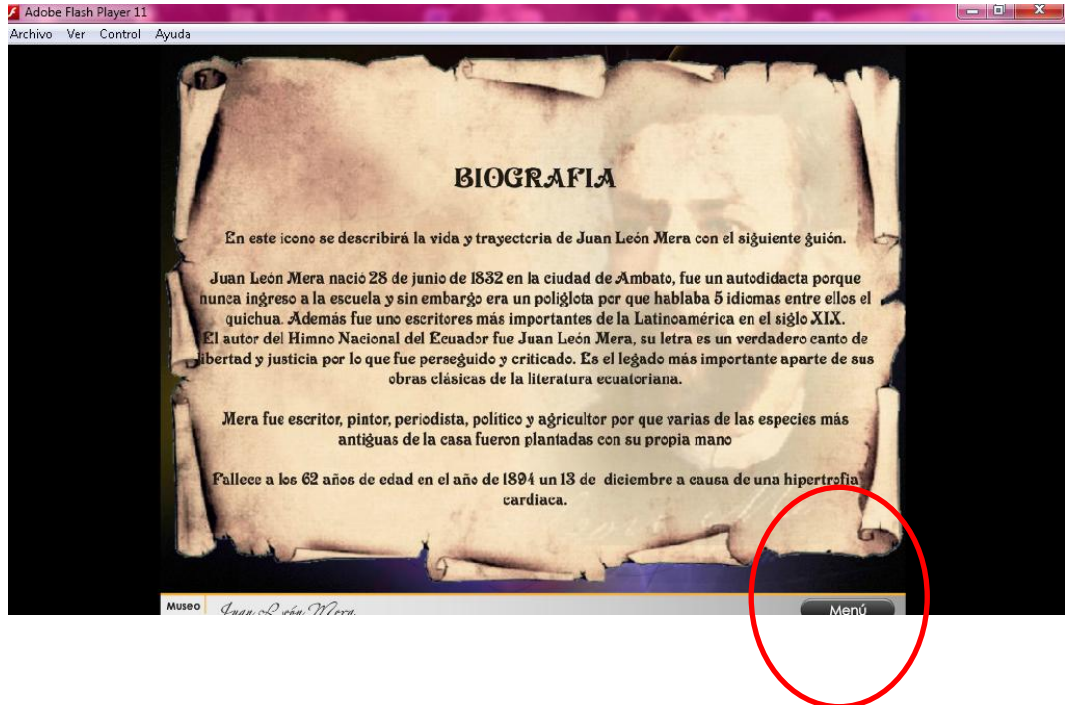 Adobe Flash Player 11
Archivo Ver Control Ayuda
BIOGRAFIA
En este icono se describirá la vida y trayectoria de Juan León Mera con el siguiente guión.
Juan León Mera nació 28 de junio de 1832 en la ciudad de Ambato, fue un autodidacta porque
nunca ingreso a la escuela y sin embargo era un poliglota por que hablaba 5 idiomas entre ellos el
quichua. Además fue uno escritores más importantes de la Latinoamérica en el siglo XIX.
El autor del Himno Nacional del Ecuador fue Juan León Mera, su letra es un verdadero canto de
libertad y justicia por lo que fue perseguido y criticado. Es el legado más importante aparte de sus
obras clásicas de la literatura ecuatoriana.
Mera fue escritor, pintor, periodista, político y agricultor por que varias de las especies más
antiguas de la casa fueron plantadas con su propia mano
Fallece a los 62 años de edad en el año de 1894 un 13 de diciembre a causa de una hipertrofia
cardiaca.
Museo Juan León Mera
Menú